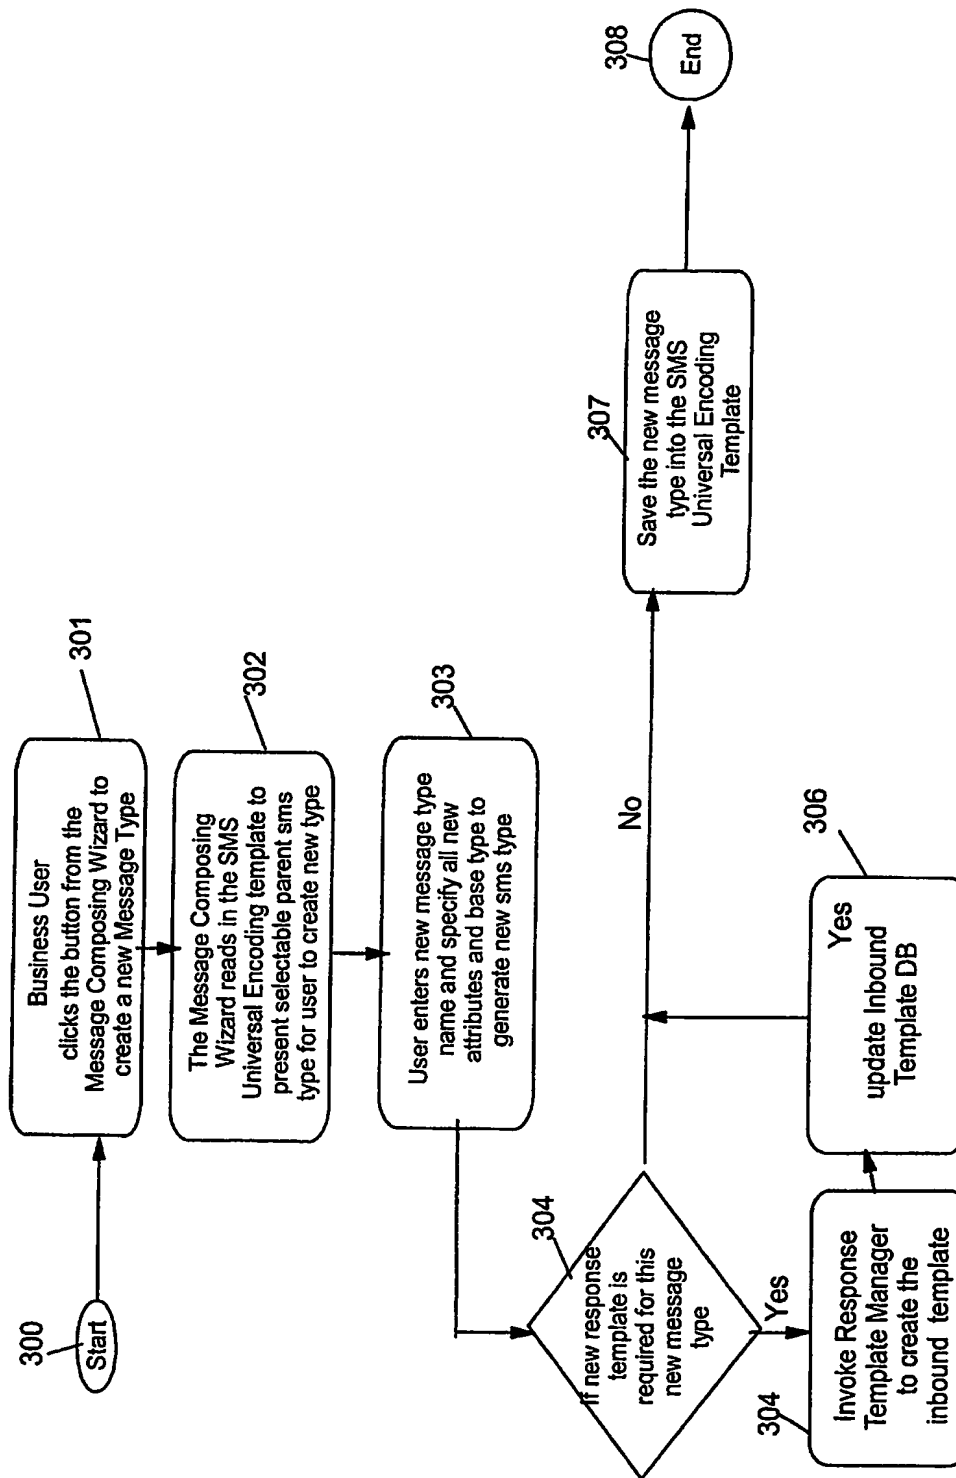 300
Start
301
Business User
clicks the button from the
Message Composing Wizard to
create a new Message Type
302
The Message Composing
Wizard reads in the SMS
Universal Encoding template to
present selectable parent sms
type for user to create new type
303
User enters new message type
name and specify all new
attributes and base type to
generate new sms type
304
If new response
template is
required for this
new message
type
No
Yes
304
Invoke Response
Template Manager
to create the
inbound template
306
Yes
update Inbound
Template DB
307
Save the new message
type into the SMS
Universal Encoding
Template
308
End